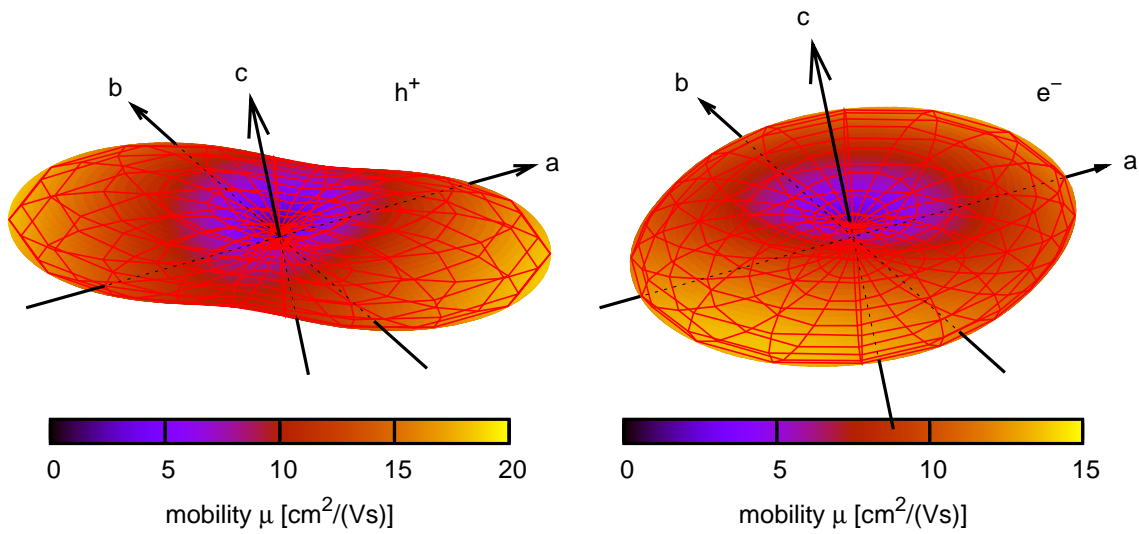 c
b
h⁺
a
0 5 10 15 20
mobility μ [cm²/(Vs)]
c
b
e⁻
a
0 5 10 15
mobility μ [cm²/(Vs)]